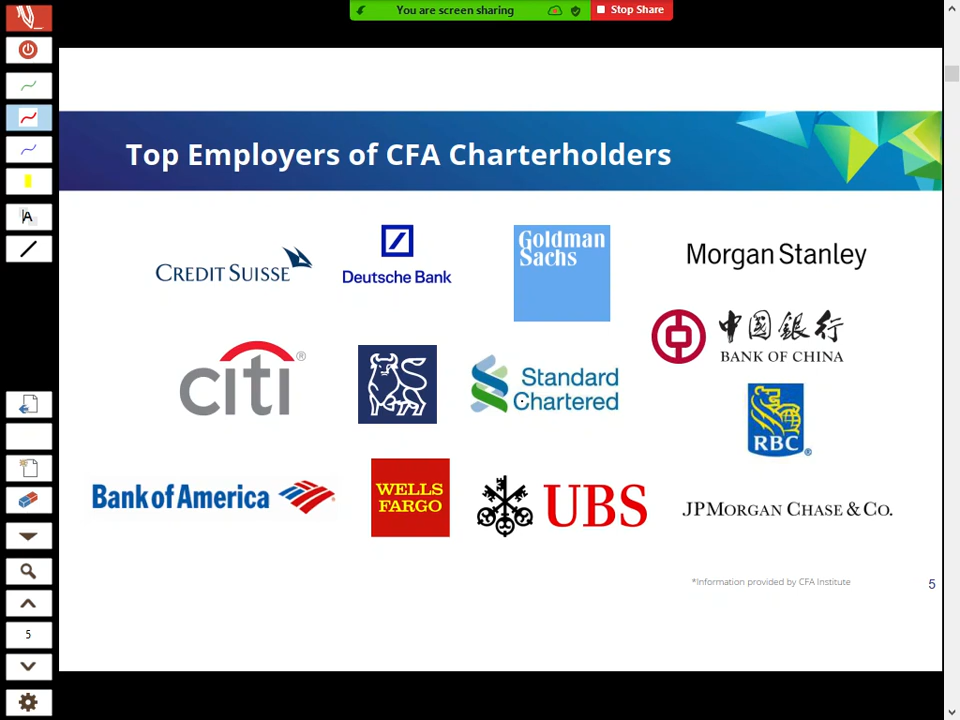 You are screen sharing
Stop Share
Top Employers of CFA Charterholders
CREDIT SUISSE
Deutsche Bank
Goldman
Sachs
Morgan Stanley
中國銀行
BANK OF CHINA
citi®
Standard
Chartered
RBC®
Bank of America
WELLS
FARGO
UBS
JPMORGAN CHASE & CO.
*Information provided by CFA Institute
5
A
5